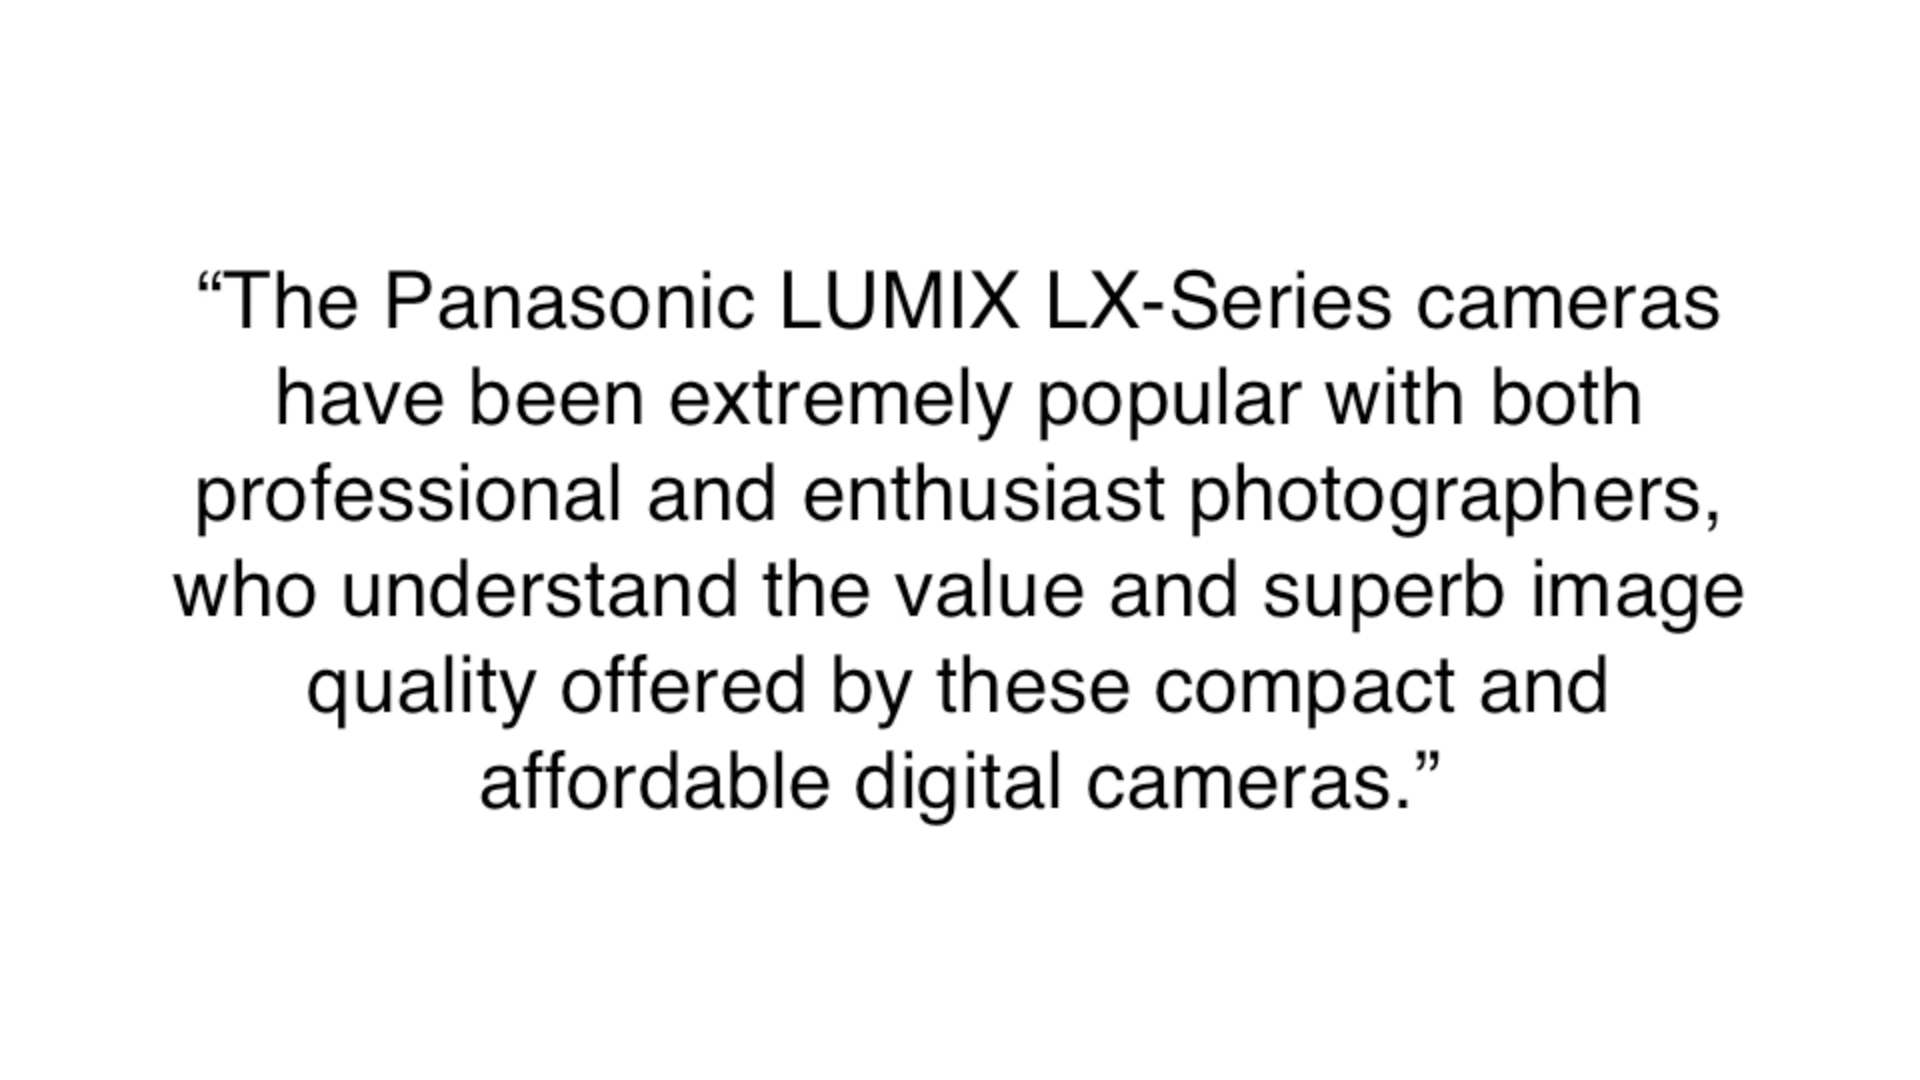 “The Panasonic LUMIX LX-Series cameras
have been extremely popular with both
professional and enthusiast photographers,
who understand the value and superb image
quality offered by these compact and
affordable digital cameras.”